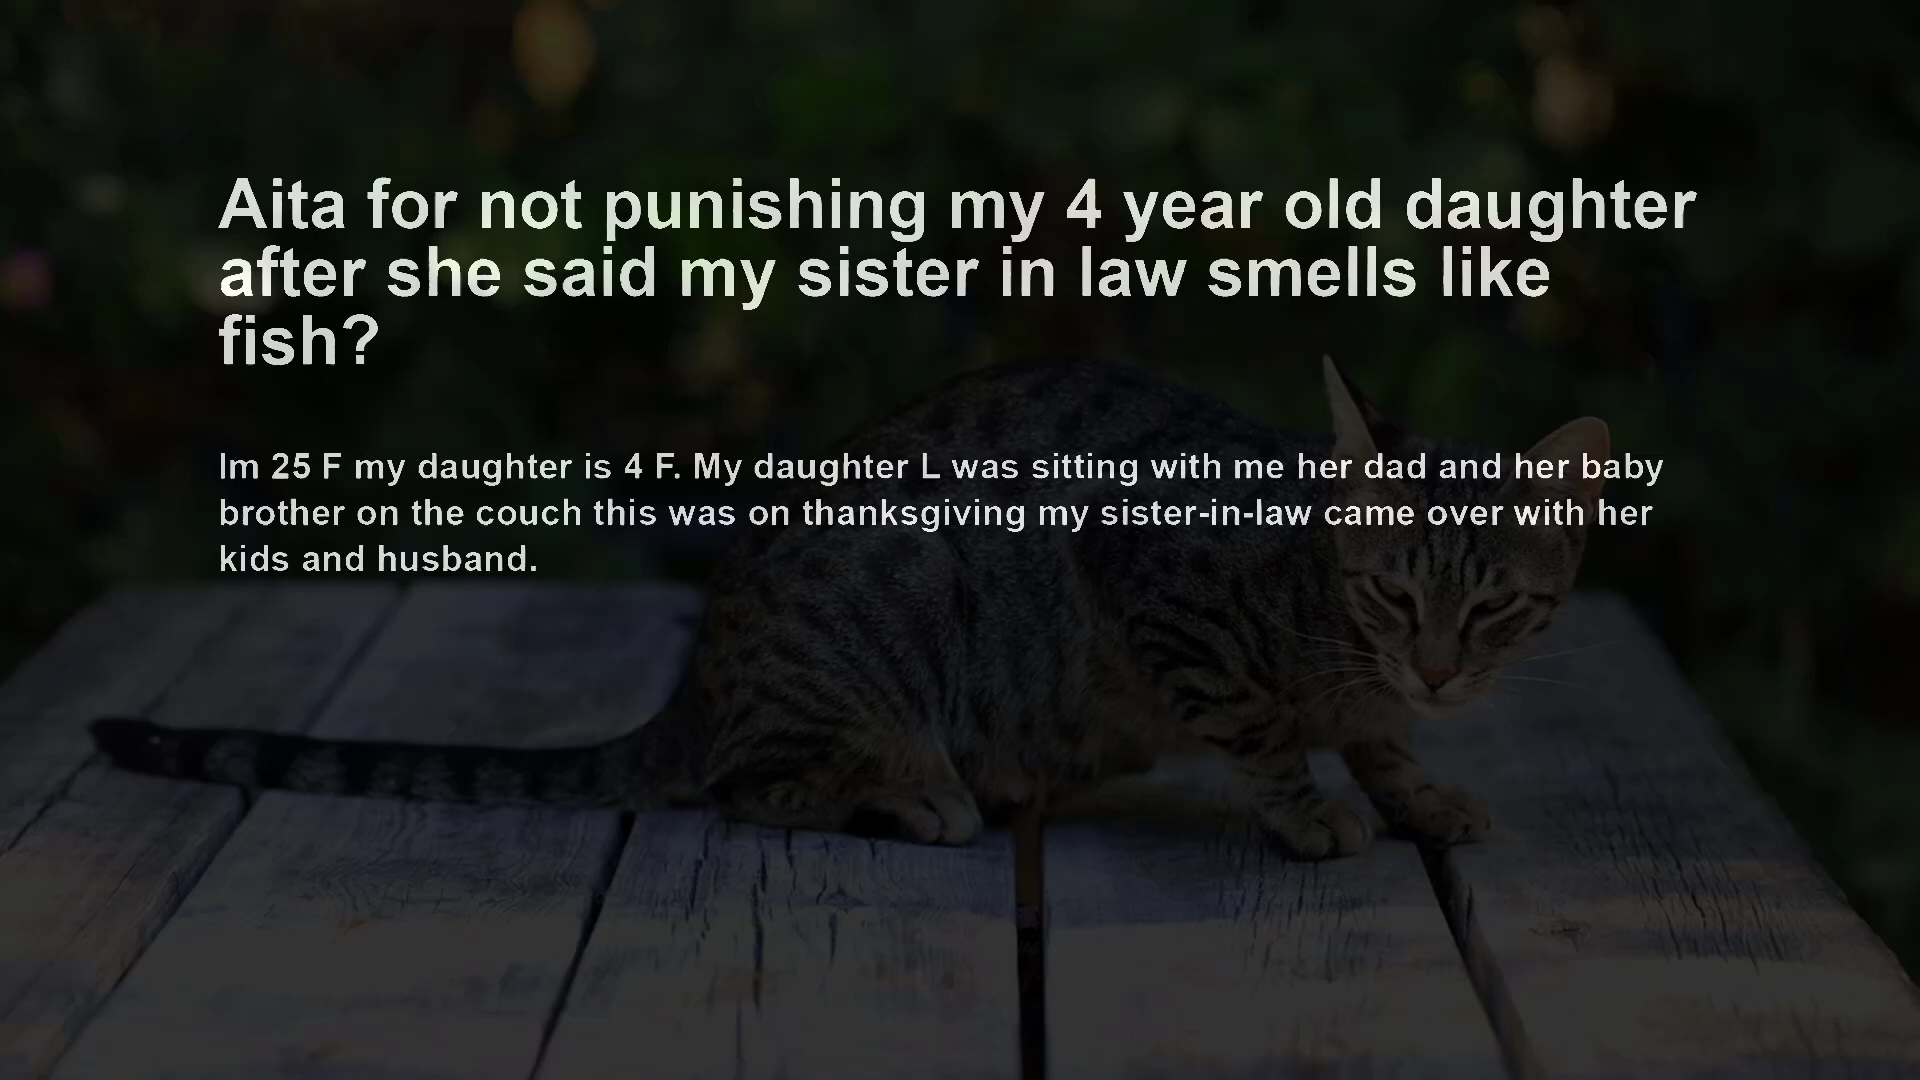 Aita for not punishing my 4 year old daughter
after she said my sister in law smells like
fish?
Im 25 F my daughter is 4 F. My daughter L was sitting with me her dad and her baby
brother on the couch this was on thanksgiving my sister-in-law came over with her
kids and husband.